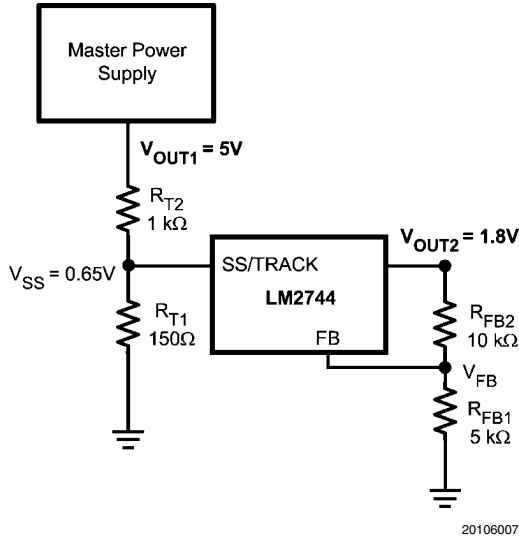 Master Power
Supply
VOUT1 = 5V
RT2
1 kΩ
VSS = 0.65V
SS/TRACK
LM2744
FB
VOUT2 = 1.8V
RT1
150Ω
RFB2
10 kΩ
VFB
RFB1
5 kΩ
20106007